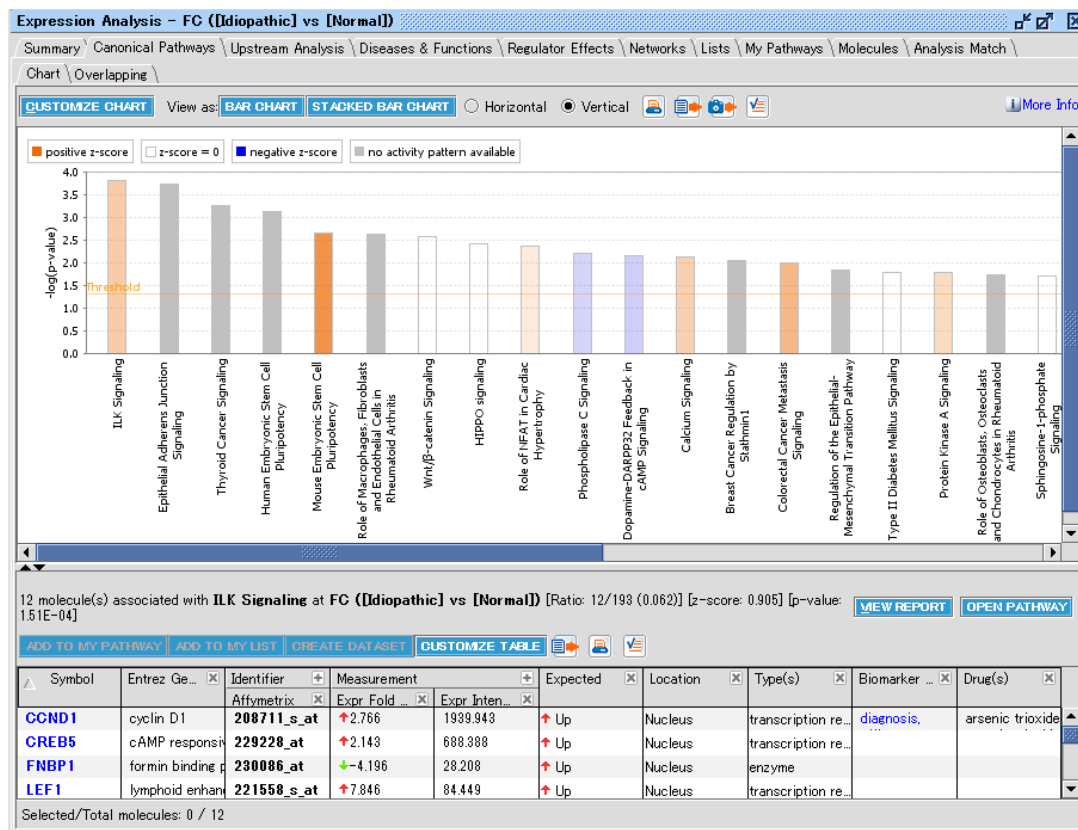 Expression Analysis - FC ([Idiopathic] vs [Normal])
Summary Canonical Pathways Upstream Analysis Diseases & Functions Regulator Effects Networks Lists My Pathways Molecules Analysis Match
Chart Overlapping
CUSTOMIZE CHART View as: BAR CHART STACKED BAR CHART Horizontal Vertical More Info
positive z-score z-score = 0 negative z-score no activity pattern available
4.0
3.5
3.0
2.5
2.0
1.5
1.0
0.5
0.0
-log(p-value)
Threshold
ILK Signaling
Epithelial Adherens Junction
Signaling
Thyroid Cancer Signaling
Human Embryonic Stem Cell
Pluripotency
Mouse Embryonic Stem Cell
Pluripotency
Role of Macrophages, Fibroblasts
and Endothelial Cells in
Rheumatoid Arthritis
Wnt/β-catenin Signaling
HIPPO signaling
Role of NFAT in Cardiac
Hypertrophy
Phospholipase C Signaling
Dopamine-DARPP32 Feedback in
cAMP Signaling
Calcium Signaling
Breast Cancer Regulation by
Stathmin1
Colorectal Cancer Metastasis
Signaling
Regulation of the Epithelial-
Mesenchymal Transition Pathway
Type II Diabetes Mellitus Signaling
Protein Kinase A Signaling
Role of Osteoblasts, Osteoclasts
and Chondrocytes in Rheumatoid
Arthritis
Sphingosine-1-phosphate
Signaling
12 molecule(s) associated with ILK Signaling at FC ([Idiopathic] vs [Normal]) [Ratio: 12/193 (0.062)] [z-score: 0.905] [p-value:
1.51E-04]
VIEW REPORT OPEN PATHWAY
ADD TO MY PATHWAY ADD TO MY LIST CREATE DATASET CUSTOMIZE TABLE
Symbol Entrez Ge... Identifier Measurement Expected Location Type(s) Biomarker ... Drug(s)
Affymetrix Expr Fold ... Expr Inten...
CCND1 cyclin D1 208711_s_at 2.766 1939.943 Up Nucleus transcription re... diagnosis, arsenic trioxide
CREB5 cAMP responsiv 229228_at 2.143 688.388 Up Nucleus transcription re...
FNBP1 formin binding p 230086_at -4.196 28.208 Up Nucleus enzyme
LEF1 lymphoid enhan 221558_s_at 7.846 84.449 Up Nucleus transcription re...
Selected/Total molecules: 0 / 12